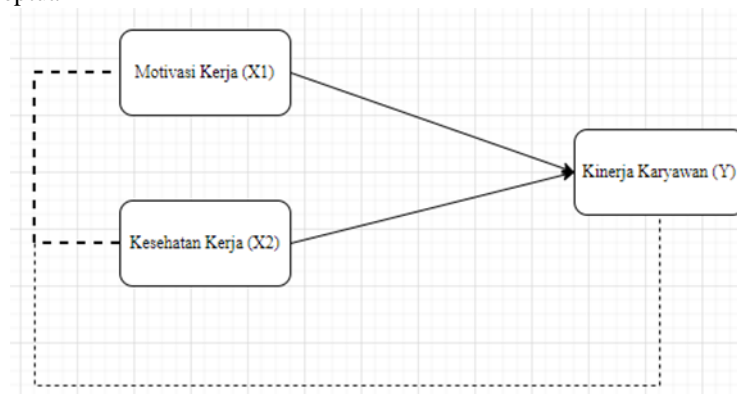 Motivasi Kerja (X1)
Kinerja Karyawan (Y)
Kesehatan Kerja (X2)